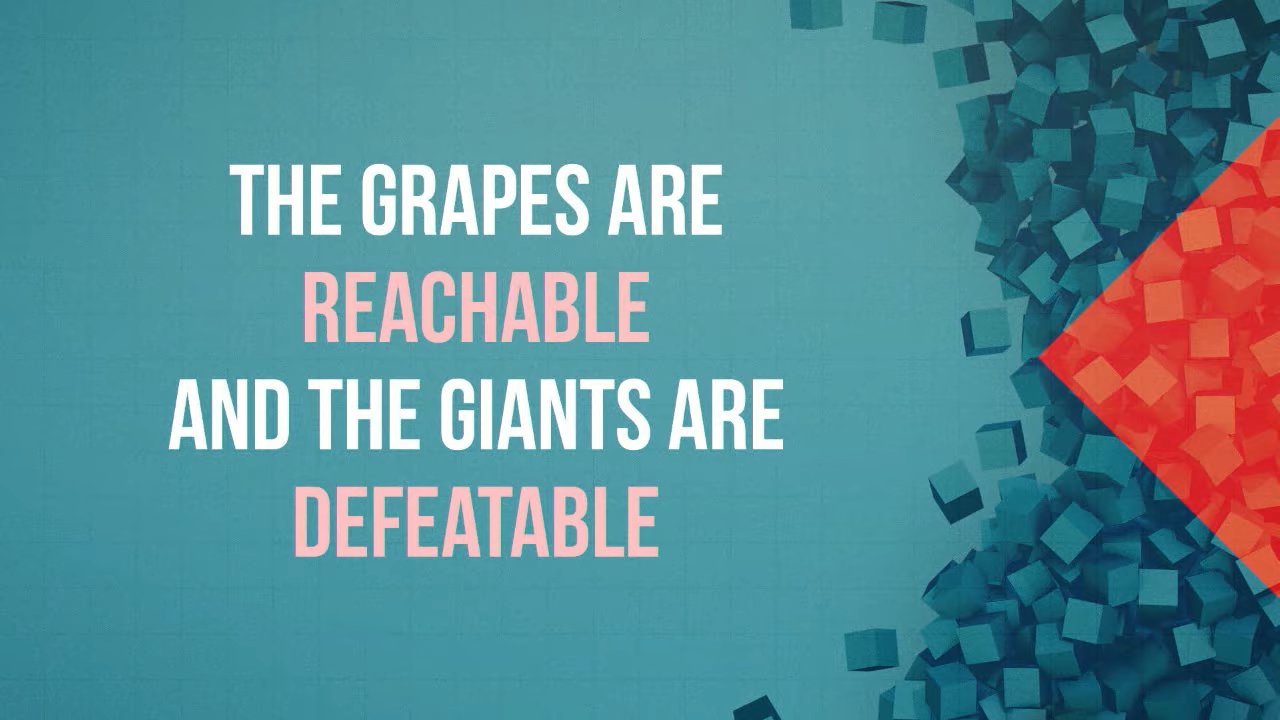 THE GRAPES ARE
REACHABLE
AND THE GIANTS ARE
DEFEATABLE